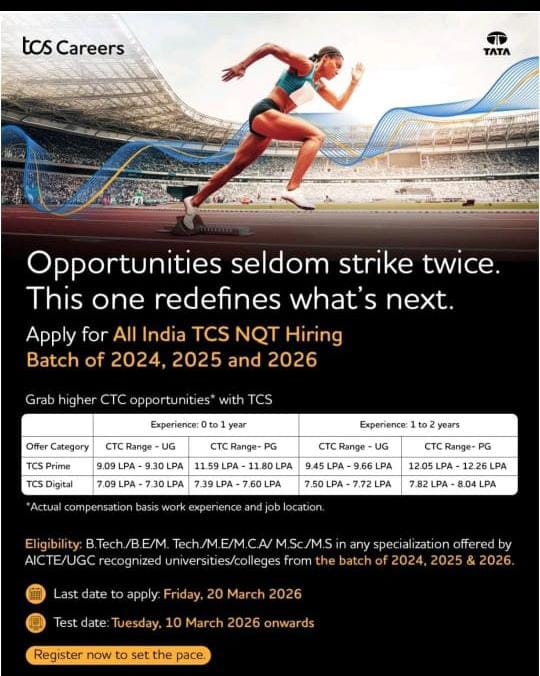 tcs Careers
TATA
Opportunities seldom strike twice.
This one redefines what's next.
Apply for All India TCS NQT Hiring
Batch of 2024, 2025 and 2026
Grab higher CTC opportunities* with TCS
Experience: 0 to 1 year Experience: 1 to 2 years
Offer Category CTC Range - UG CTC Range- PG CTC Range - UG CTC Range- PG
TCS Prime 9.09 LPA - 9.30 LPA 11.59 LPA - 11.80 LPA 9.45 LPA - 9.66 LPA 12.05 LPA - 12.26 LPA
TCS Digital 7.09 LPA - 7.30 LPA 7.39 LPA - 7.60 LPA 7.50 LPA - 7.72 LPA 7.82 LPA - 8.04 LPA
*Actual compensation basis work experience and job location.
Eligibility: B.Tech./B.E/M. Tech./M.E/M.C.A/ M.Sc./M.S in any specialization offered by
AICTE/UGC recognized universities/colleges from the batch of 2024, 2025 & 2026.
Last date to apply: Friday, 20 March 2026
Test date: Tuesday, 10 March 2026 onwards
Register now to set the pace.